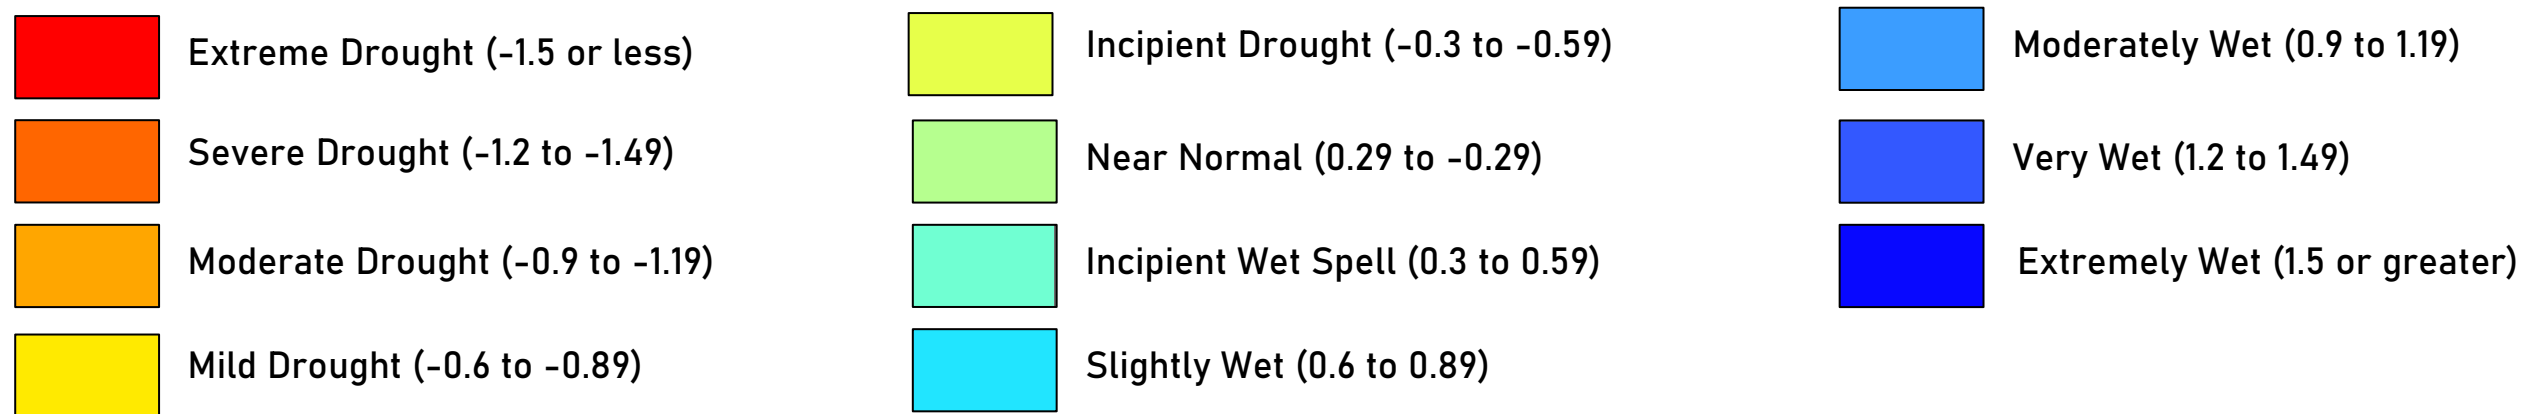 Extreme Drought (-1.5 or less)
Severe Drought (-1.2 to -1.49)
Moderate Drought (-0.9 to -1.19)
Mild Drought (-0.6 to -0.89)
Incipient Drought (-0.3 to -0.59)
Near Normal (0.29 to -0.29)
Incipient Wet Spell (0.3 to 0.59)
Slightly Wet (0.6 to 0.89)
Moderately Wet (0.9 to 1.19)
Very Wet (1.2 to 1.49)
Extremely Wet (1.5 or greater)